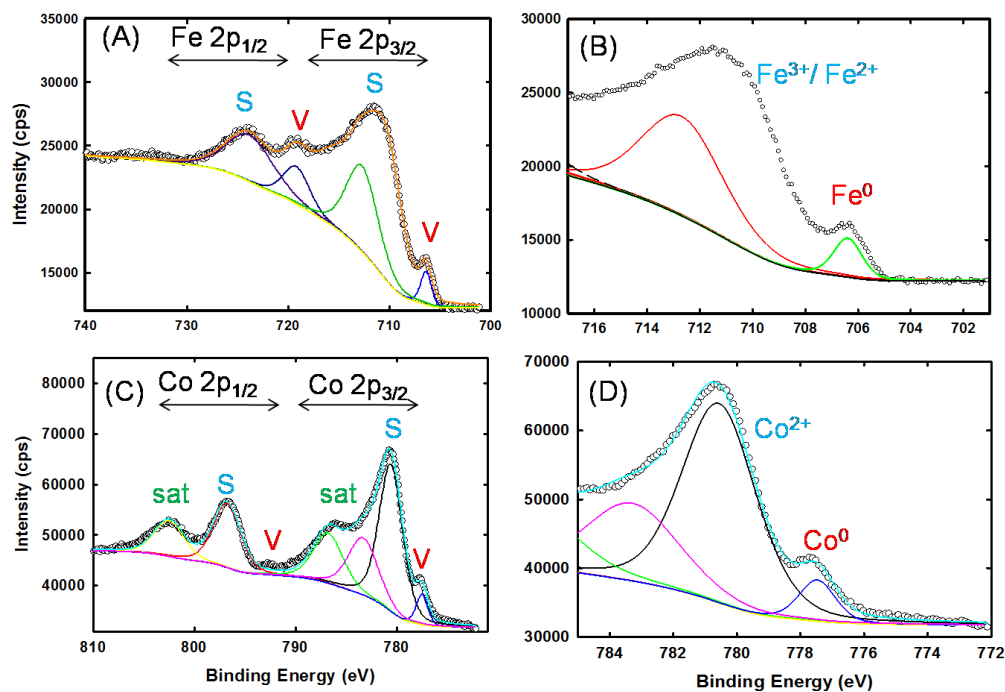 (A) Fe 2p1/2 Fe 2p3/2
S V S V
35000
30000
25000
20000
15000
740 730 720 710 700
Intensity (cps)
(B)
Fe3+/ Fe2+
Fe0
30000
25000
20000
15000
10000
716 714 712 710 708 706 704 702
(C) Co 2p1/2 Co 2p3/2
sat S V sat S V
80000
70000
60000
50000
40000
810 800 790 780
Intensity (cps)
Binding Energy (eV)
(D)
Co2+
Co0
70000
60000
50000
40000
30000
784 782 780 778 776 774 772
Binding Energy (eV)